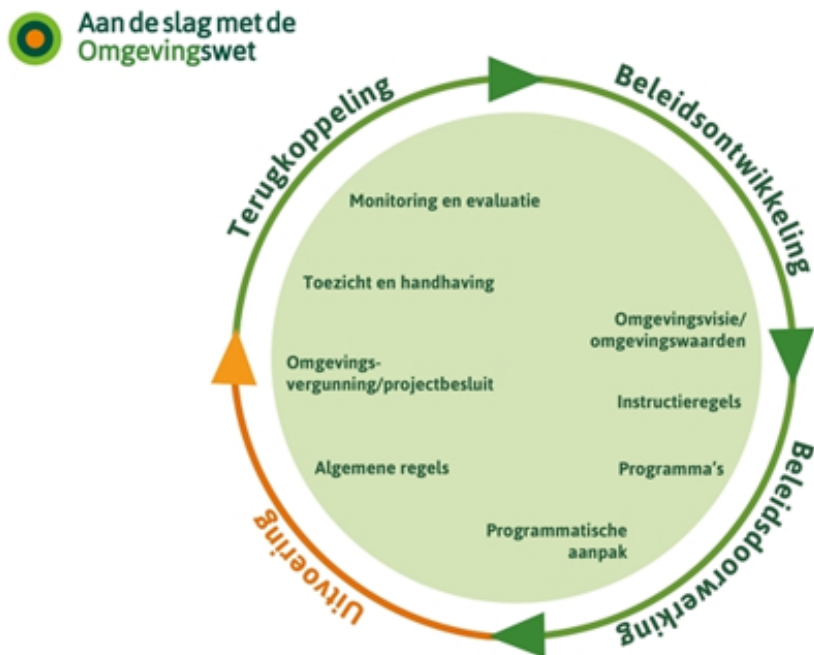 Aan de slag met de
Omgevingswet
Terugkoppeling
Beleidsontwikkeling
Monitoring en evaluatie
Toezicht en handhaving
Omgevingsvisie/
omgevingswaarden
Omgevings-
vergunning/projectbesluit
Instructieregels
Algemene regels
Programma's
Programmatische
aanpak
Uitvoering
Beleidsdoorwerking